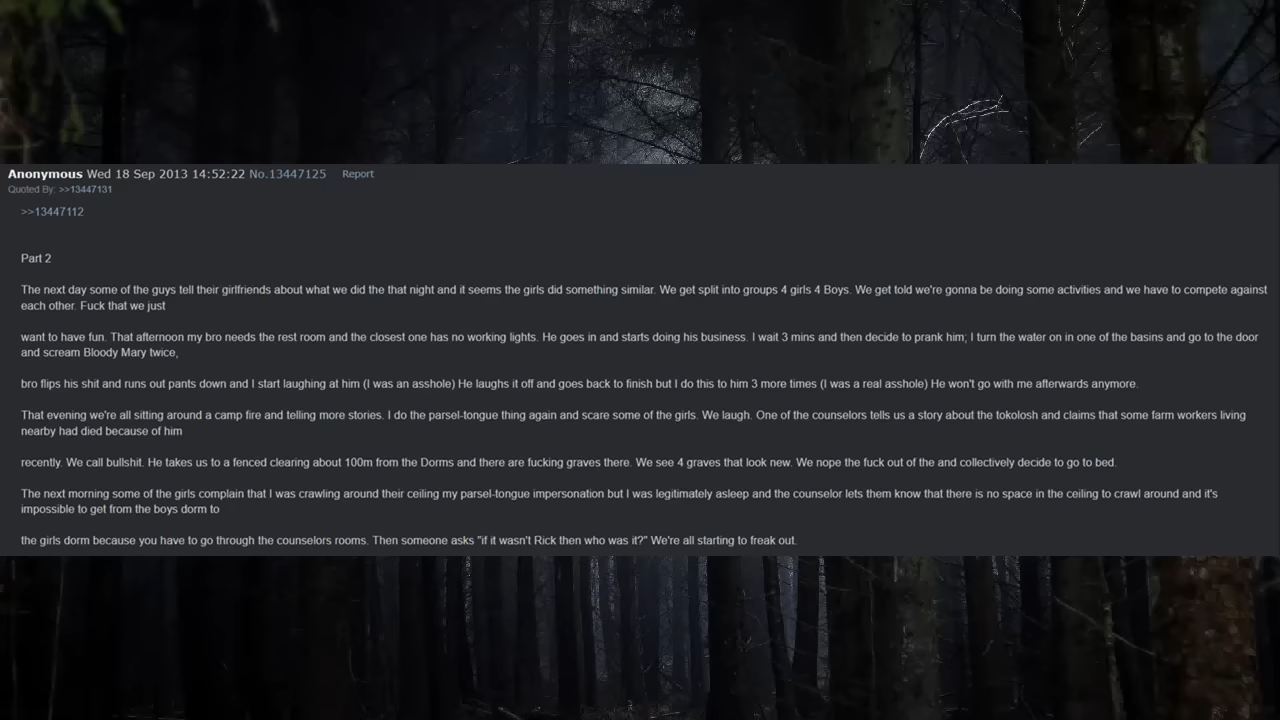 Anonymous Wed 18 Sep 2013 14:52:22 No.13447125 Report
Quoted By: >>13447131
>>13447112
Part 2
The next day some of the guys tell their girlfriends about what we did the that night and it seems the girls did something similar. We get split into groups 4 girls 4 Boys. We get told we're gonna be doing some activities and we have to compete against
each other. Fuck that we just
want to have fun. That afternoon my bro needs the rest room and the closest one has no working lights. He goes in and starts doing his business. I wait 3 mins and then decide to prank him; I turn the water on in one of the basins and go to the door
and scream Bloody Mary twice,
bro flips his shit and runs out pants down and I start laughing at him (I was an asshole) He laughs it off and goes back to finish but I do this to him 3 more times (I was a real asshole) He won't go with me afterwards anymore.
That evening we're all sitting around a camp fire and telling more stories. I do the parsel-tongue thing again and scare some of the girls. We laugh. One of the counselors tells us a story about the tokolosh and claims that some farm workers living
nearby had died because of him
recently. We call bullshit. He takes us to a fenced clearing about 100m from the Dorms and there are fucking graves there. We see 4 graves that look new. We nope the fuck out of the and collectively decide to go to bed.
The next morning some of the girls complain that I was crawling around their ceiling my parsel-tongue impersonation but I was legitimately asleep and the counselor lets them know that there is no space in the ceiling to crawl around and it's
impossible to get from the boys dorm to
the girls dorm because you have to go through the counselors rooms. Then someone asks "if it wasn't Rick then who was it?" We're all starting to freak out.